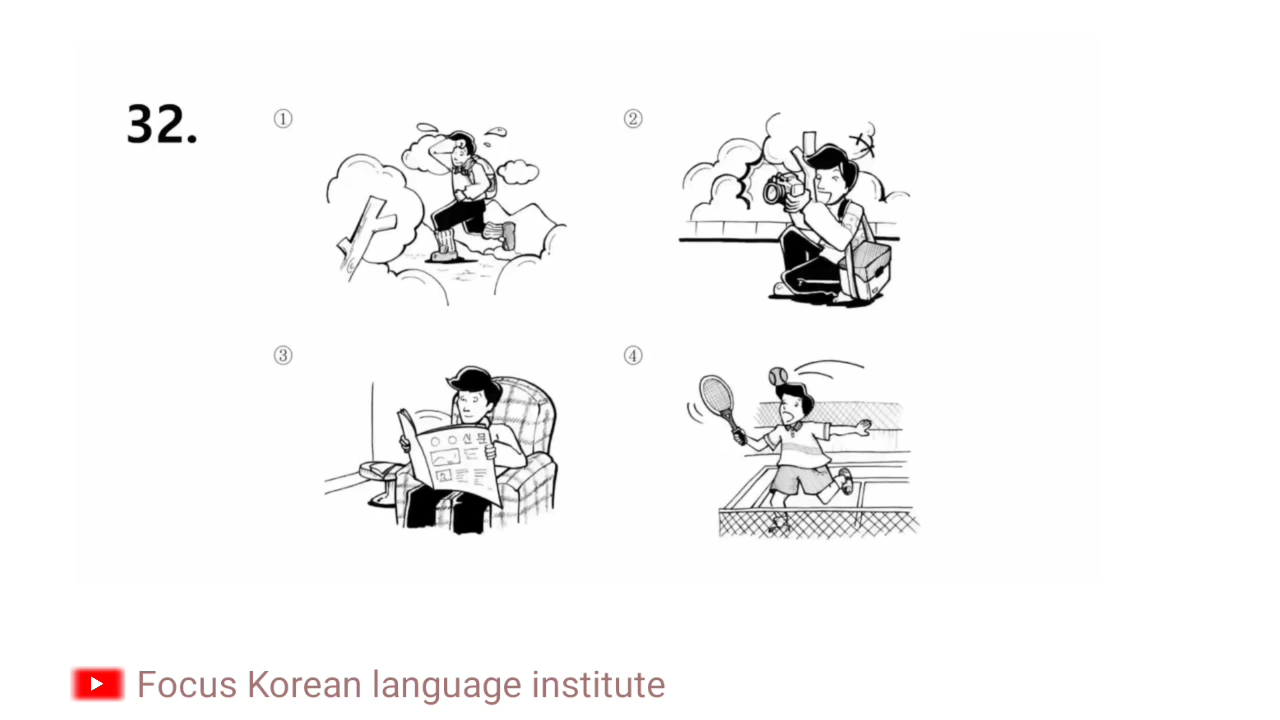 32.
①
②
③
○○신문
④
Focus Korean language institute